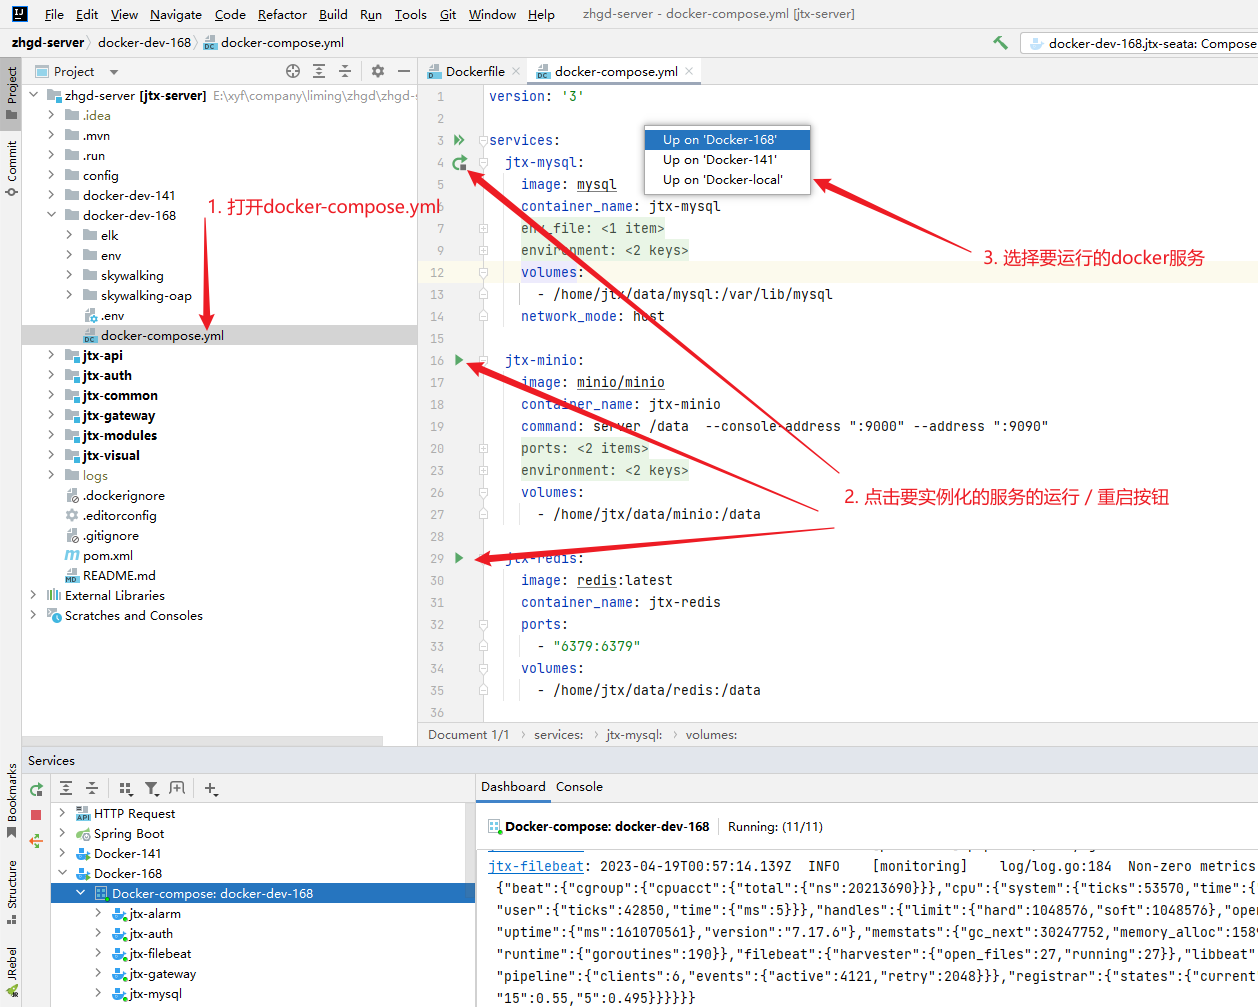 File Edit View Navigate Code Refactor Build Run Tools Git Window Help zhgd-server - docker-compose.yml [jtx-server]
zhgd-server docker-dev-168 docker-compose.yml docker-dev-168.jtx-seata: Compose
Project
Dockerfile docker-compose.yml
Project
Commit
zhgd-server [jtx-server] E:\xyf\company\liming\zhgd\zhgd-s
.idea
.mvn
.run
config
docker-dev-141
docker-dev-168
elk
env
skywalking
skywalking-oap
.env
docker-compose.yml
jtx-api
jtx-auth
jtx-common
jtx-gateway
jtx-modules
jtx-visual
logs
.dockerignore
.editorconfig
.gitignore
pom.xml
README.md
External Libraries
Scratches and Consoles
1. 打开docker-compose.yml
1 version: '3'
2
3 services:
4 jtx-mysql:
5 image: mysql
6 container_name: jtx-mysql
7 env_file: <1 item>
9 environment: <2 keys>
12 volumes:
13 - /home/jtx/data/mysql:/var/lib/mysql
14 network_mode: host
15
16 jtx-minio:
17 image: minio/minio
18 container_name: jtx-minio
19 command: server /data --console-address ":9000" --address ":9090"
20 ports: <2 items>
23 environment: <2 keys>
26 volumes:
27 - /home/jtx/data/minio:/data
28
29 jtx-redis:
30 image: redis:latest
31 container_name: jtx-redis
32 ports:
33 - "6379:6379"
34 volumes:
35 - /home/jtx/data/redis:/data
36
Up on 'Docker-168'
Up on 'Docker-141'
Up on 'Docker-local'
3. 选择要运行的docker服务
2. 点击要实例化的服务的运行 / 重启按钮
Document 1/1 services: jtx-mysql: volumes:
Services
Bookmarks
Structure
JRebel
HTTP Request
Spring Boot
Docker-141
Docker-168
Docker-compose: docker-dev-168
jtx-alarm
jtx-auth
jtx-filebeat
jtx-gateway
jtx-mysql
Dashboard Console
Docker-compose: docker-dev-168 Running: (11/11)
jtx-filebeat: 2023-04-19T00:57:14.139Z INFO [monitoring] log/log.go:184 Non-zero metrics
{"beat":{"cgroup":{"cpuacct":{"total":{"ns":20213690}}},"cpu":{"system":{"ticks":53570,"time":{
"user":{"ticks":42850,"time":{"ms":5}}},"handles":{"limit":{"hard":1048576,"soft":1048576},"open
"uptime":{"ms":161070561},"version":"7.17.6"},"memstats":{"gc_next":30247752,"memory_alloc":1589
"runtime":{"goroutines":190}},"filebeat":{"harvester":{"open_files":27,"running":27}},"libbeat"
"pipeline":{"clients":6,"events":{"active":4121,"retry":2048}}},"registrar":{"states":{"current
"15":0.55,"5":0.495}}}}}}